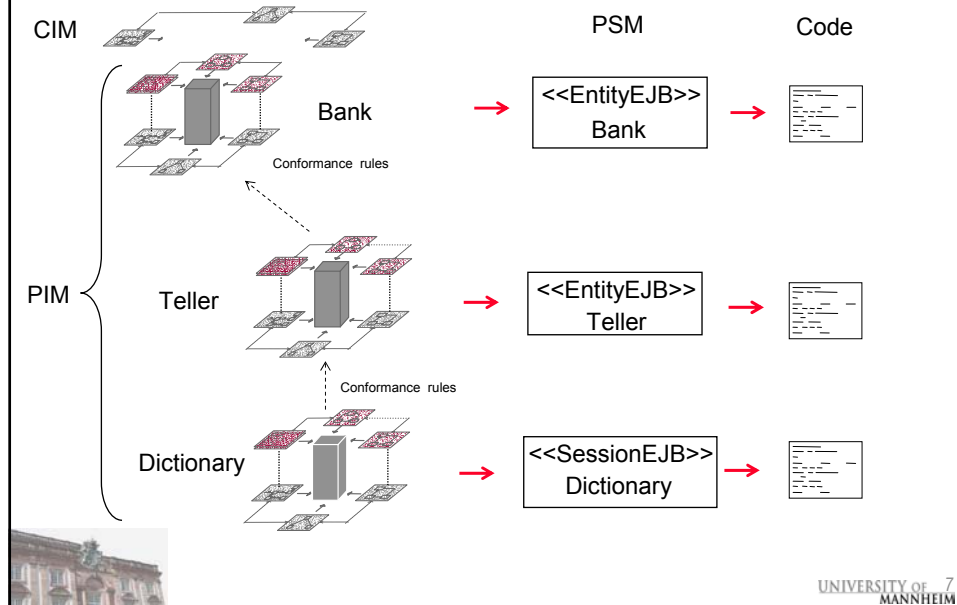 CIM
PSM
Code
Bank
<<EntityEJB>>
Bank
Conformance rules
PIM
Teller
<<EntityEJB>>
Teller
Conformance rules
Dictionary
<<SessionEJB>>
Dictionary
UNIVERSITY OF
MANNHEIM
7